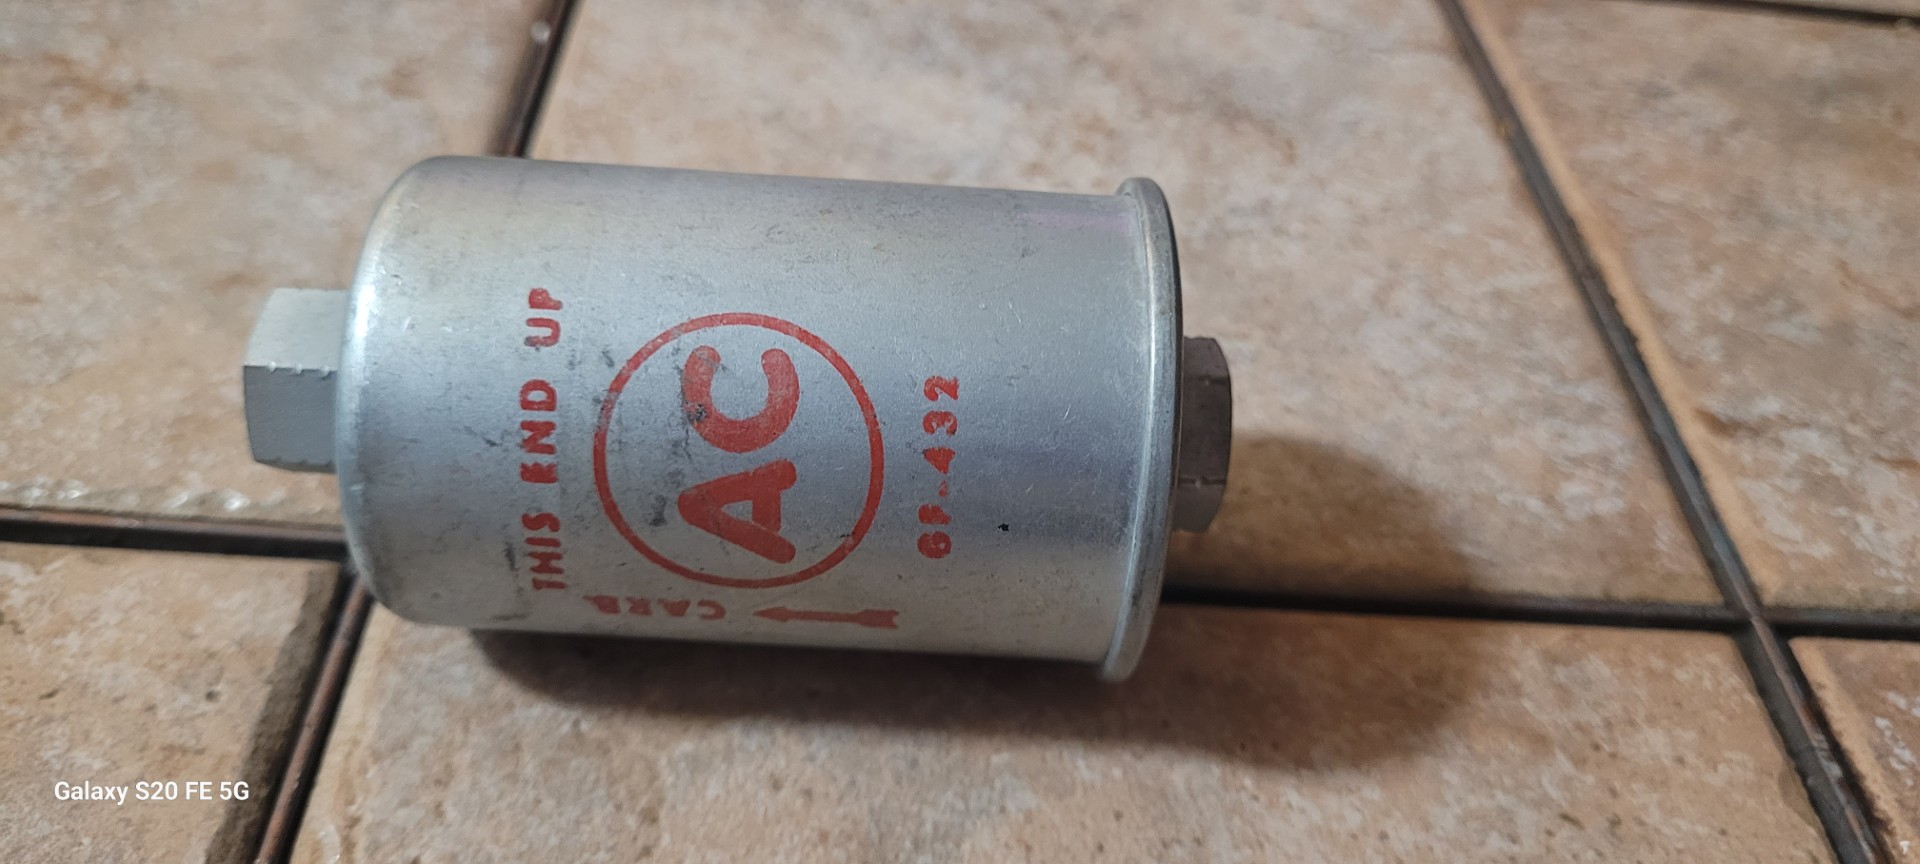 THIS END UP
AC
GF-432
CARB.
Galaxy S20 FE 5G